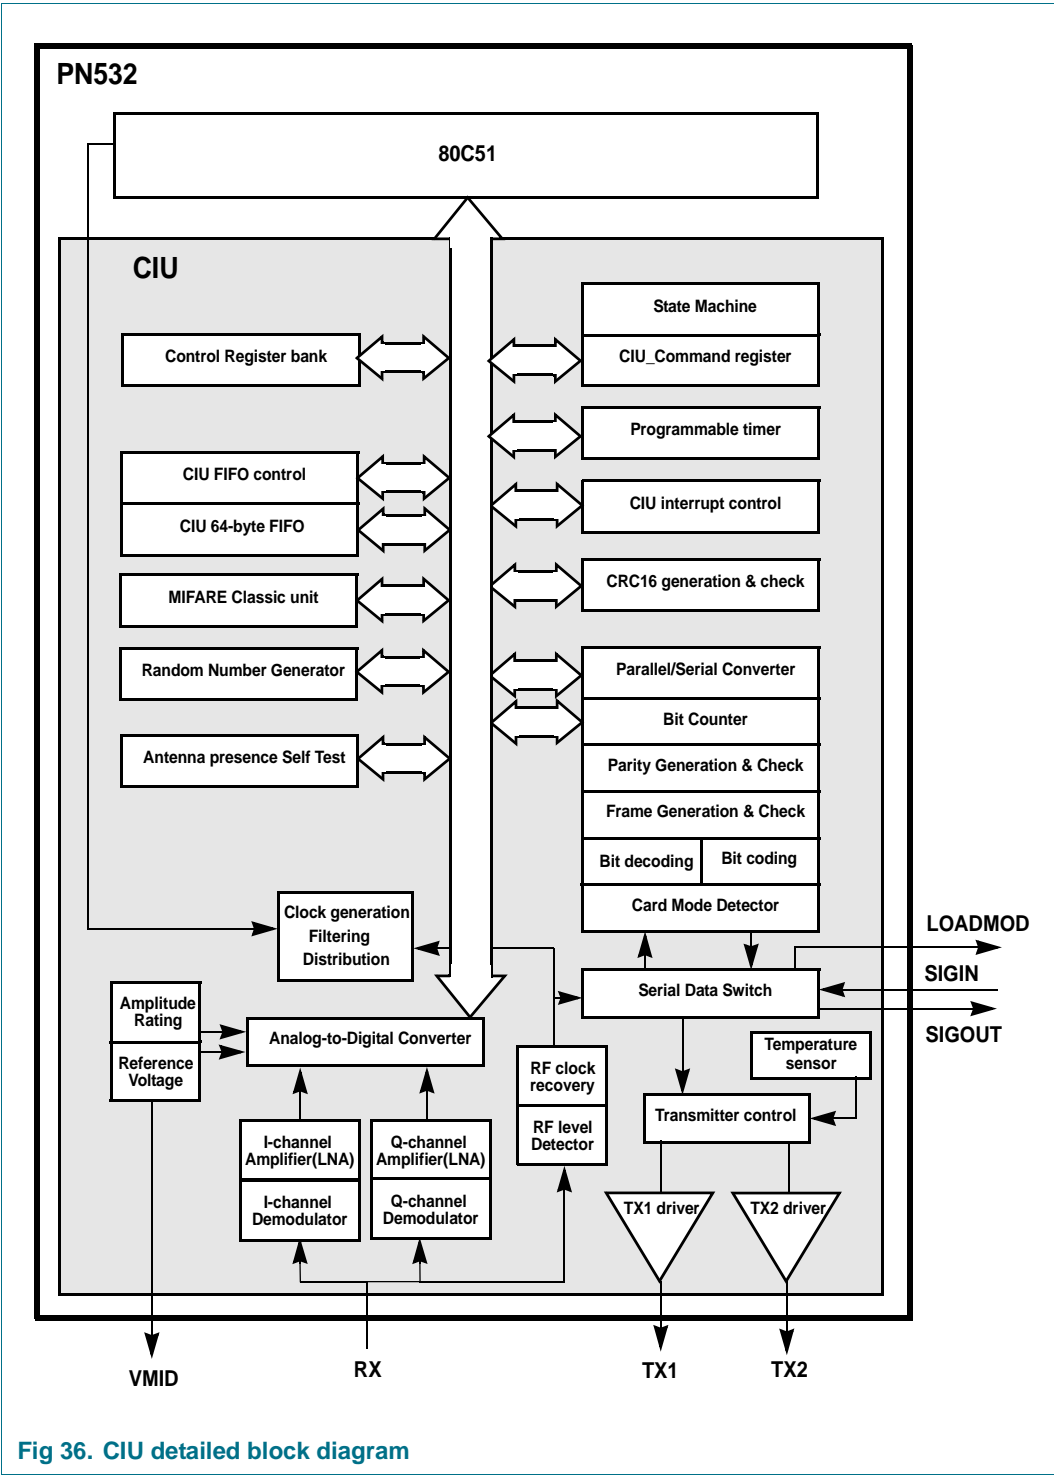 PN532
80C51
CIU
State Machine
Control Register bank
CIU_Command register
Programmable timer
CIU FIFO control
CIU interrupt control
CIU 64-byte FIFO
CRC16 generation & check
MIFARE Classic unit
Random Number Generator
Parallel/Serial Converter
Bit Counter
Antenna presence Self Test
Parity Generation & Check
Frame Generation & Check
Bit decoding
Bit coding
Card Mode Detector
Clock generation
Filtering
Distribution
LOADMOD
SIGIN
Serial Data Switch
SIGOUT
Amplitude
Rating
Reference
Voltage
Analog-to-Digital Converter
RF clock
recovery
RF level
Detector
Temperature
sensor
Transmitter control
I-channel
Amplifier(LNA)
I-channel
Demodulator
Q-channel
Amplifier(LNA)
Q-channel
Demodulator
TX1 driver
TX2 driver
VMID
RX
TX1
TX2
Fig 36. CIU detailed block diagram